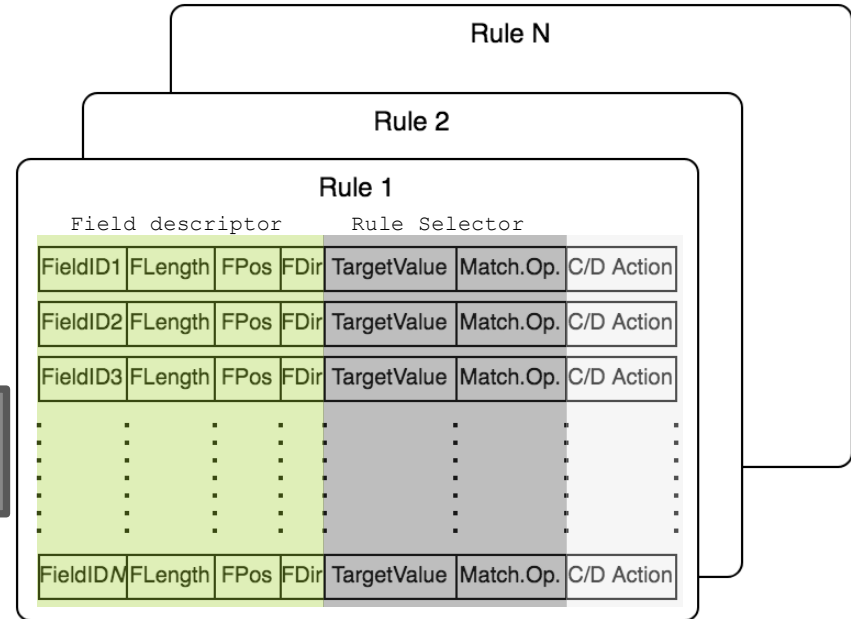 Rule N
Rule 2
Rule 1
Field descriptor Rule Selector
FieldID1 FLength FPos FDir TargetValue Match.Op. C/D Action
FieldID2 FLength FPos FDir TargetValue Match.Op. C/D Action
FieldID3 FLength FPos FDir TargetValue Match.Op. C/D Action
FieldIDN FLength FPos FDir TargetValue Match.Op. C/D Action